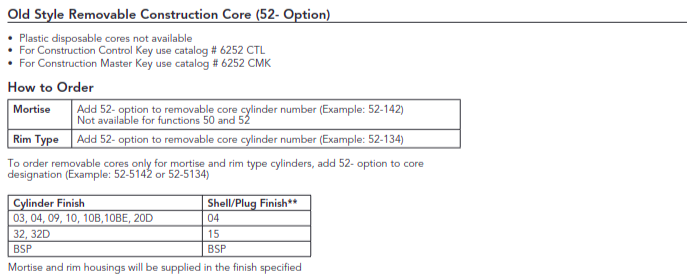 Old Style Removable Construction Core (52- Option)
• Plastic disposable cores not available
• For Construction Control Key use catalog # 6252 CTL
• For Construction Master Key use catalog # 6252 CMK
How to Order
Mortise Add 52- option to removable core cylinder number (Example: 52-142)
Not available for functions 50 and 52
Rim Type Add 52- option to removable core cylinder number (Example: 52-134)
To order removable cores only for mortise and rim type cylinders, add 52- option to core
designation (Example: 52-5142 or 52-5134)
Cylinder Finish Shell/Plug Finish**
03, 04, 09, 10, 10B,10BE, 20D 04
32, 32D 15
BSP BSP
Mortise and rim housings will be supplied in the finish specified